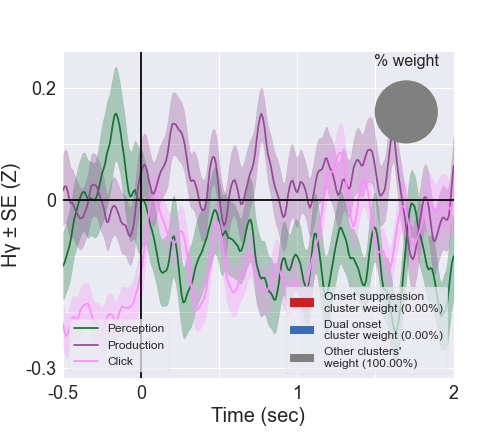 % weight
0.2
0
-0.3
Hγ ± SE (Z)
Perception
Production
Click
Onset suppression
cluster weight (0.00%)
Dual onset
cluster weight (0.00%)
Other clusters'
weight (100.00%)
-0.5
0
1
2
Time (sec)